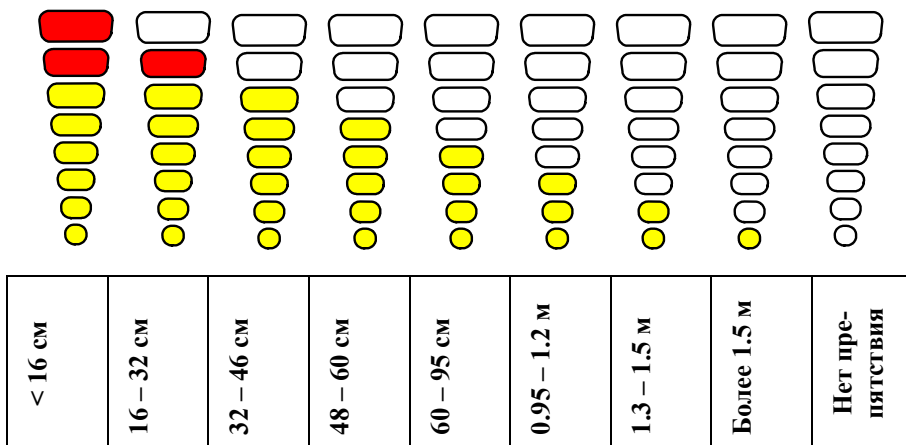 < 16 см
16 – 32 см
32 – 46 см
48 – 60 см
60 – 95 см
0.95 – 1.2 м
1.3 – 1.5 м
Более 1.5 м
Нет пре-
пятствия